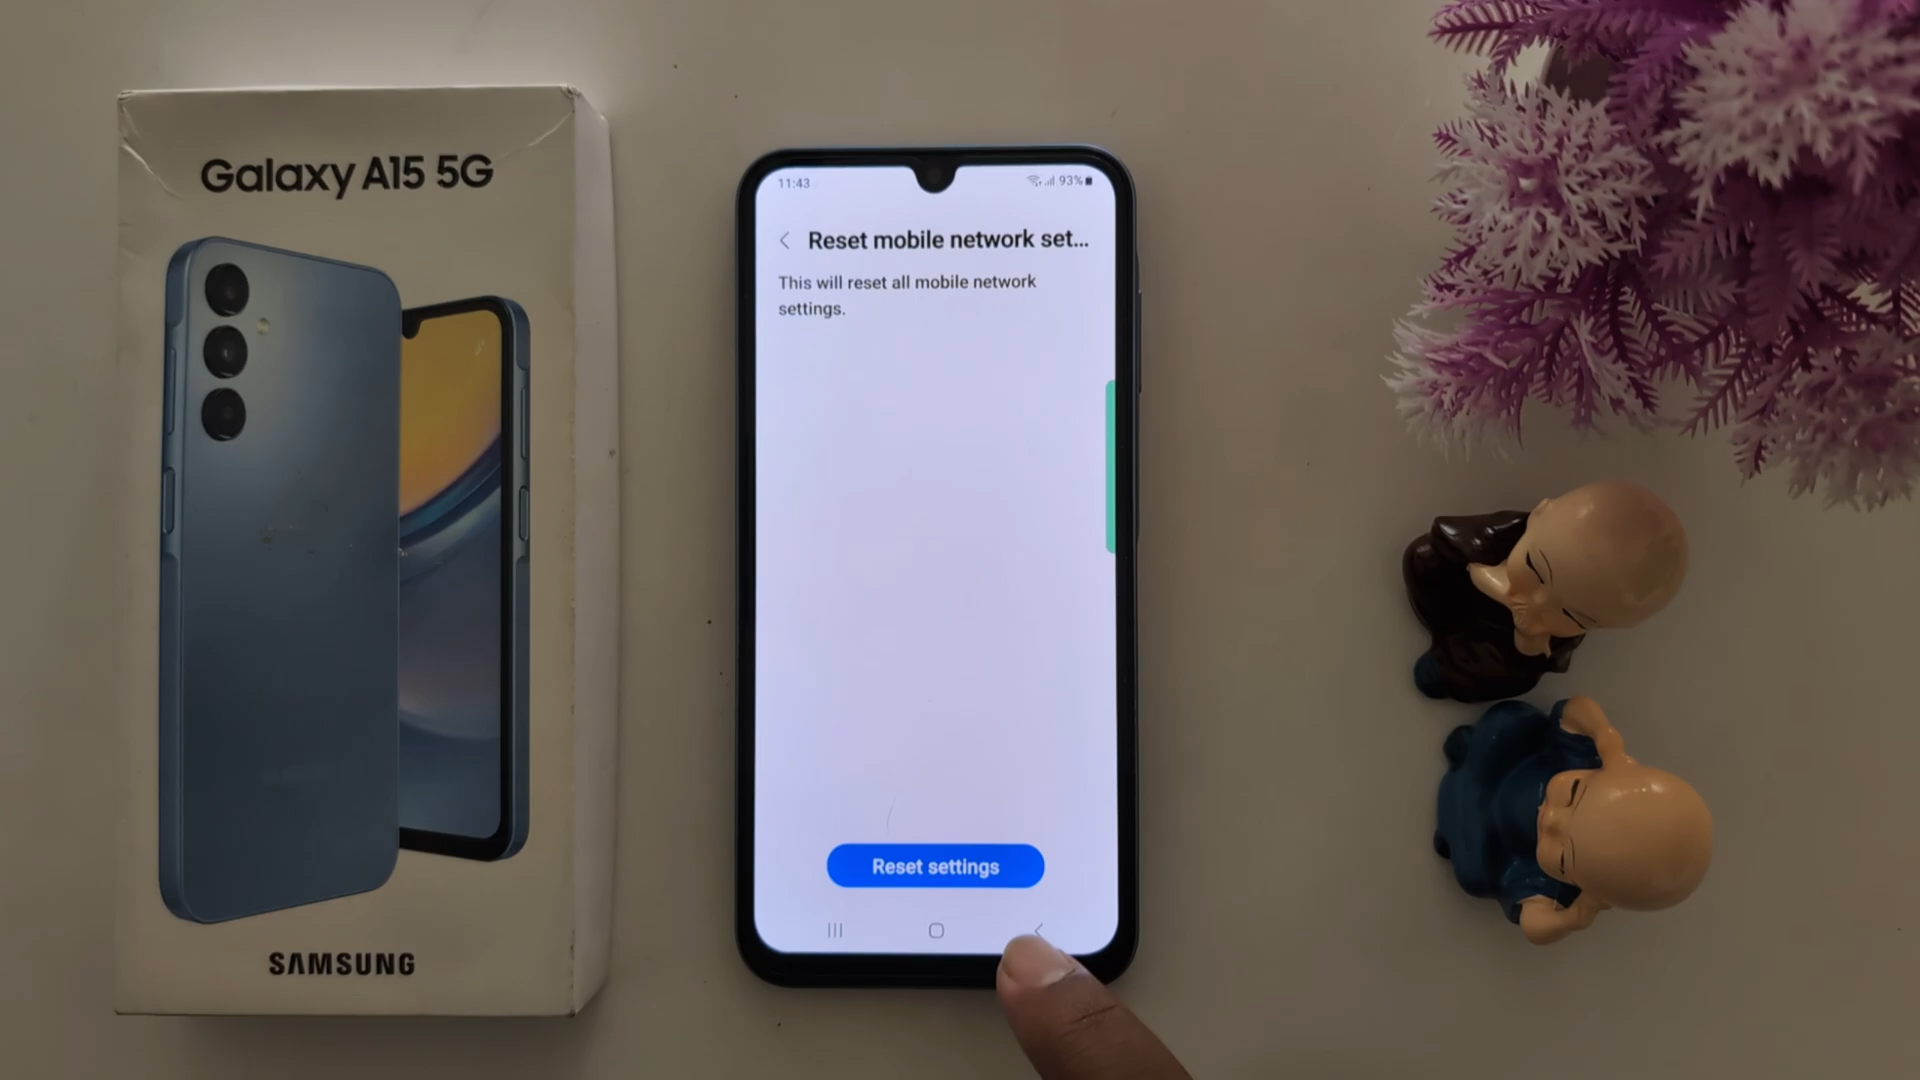 Galaxy A15 5G
SAMSUNG
11:43
93%
Reset mobile network set...
This will reset all mobile network
settings.
Reset settings